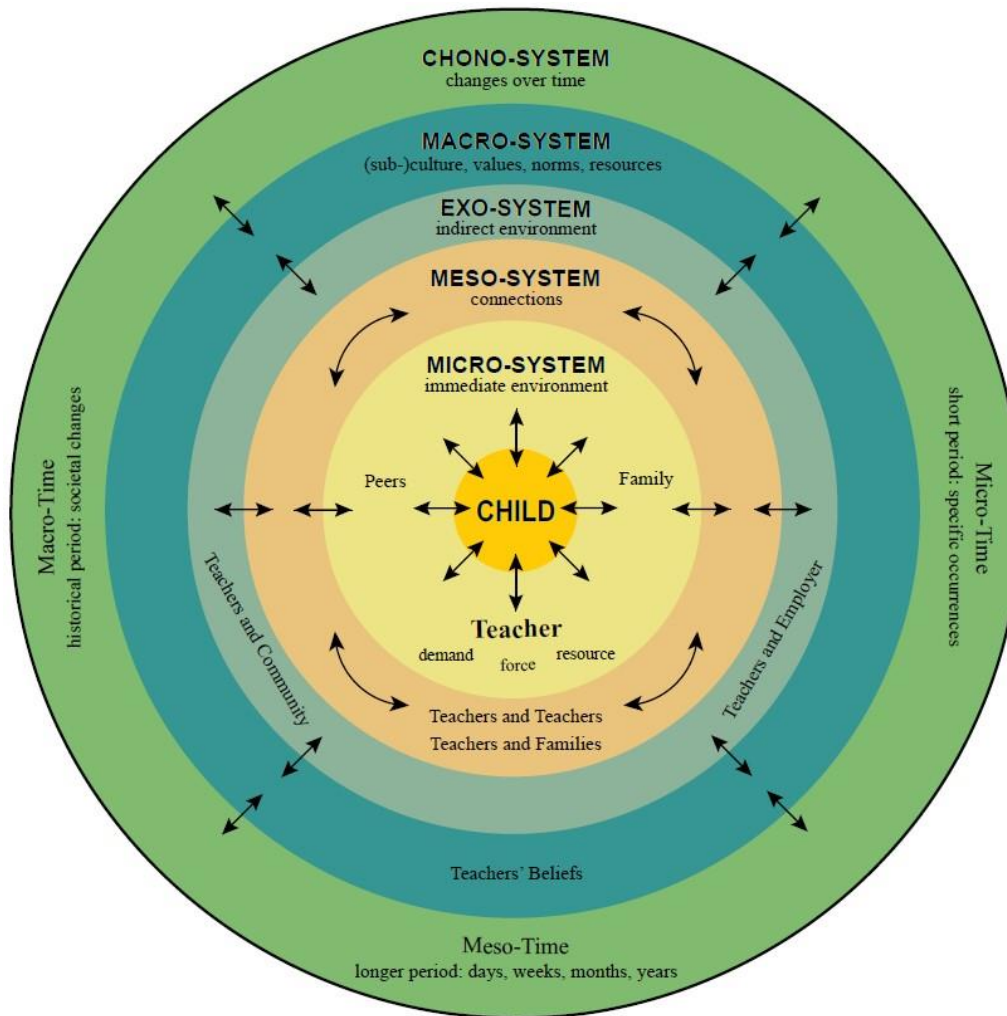 CHONO-SYSTEM
changes over time
MACRO-SYSTEM
(sub-)culture, values, norms, resources
EXO-SYSTEM
indirect environment
MESO-SYSTEM
connections
MICRO-SYSTEM
immediate environment
Peers
Family
CHILD
Teacher
demand
force
resource
Teachers and Teachers
Teachers and Families
Teachers and Community
Teachers and Employer
Teachers’ Beliefs
Macro-Time
historical period: societal changes
Micro-Time
short period: specific occurrences
Meso-Time
longer period: days, weeks, months, years